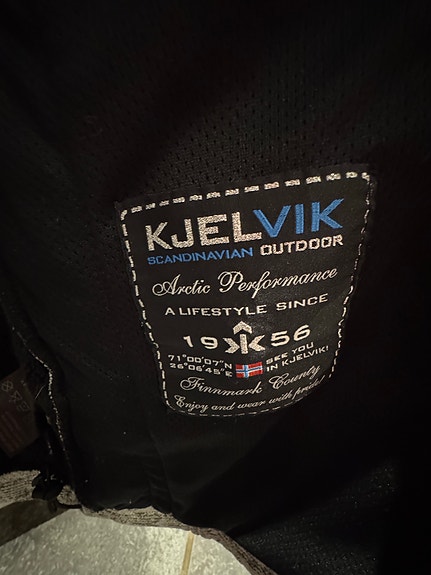 KJELVIK
SCANDINAVIAN OUTDOOR
Arctic Performance
A LIFESTYLE SINCE
19 K 56
71°00'07"N
26°06'45"E
SEE YOU
IN KJELVIK!
Finnmark County
Enjoy and wear with pride